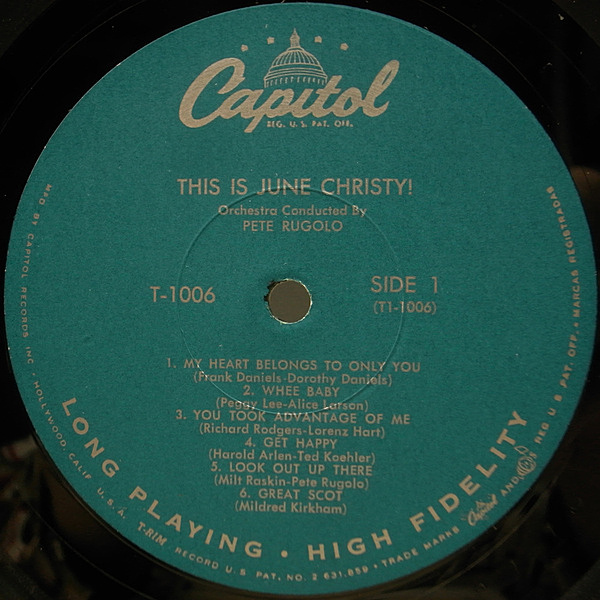 Capitol
REG. U. S. PAT. OFF.
THIS IS JUNE CHRISTY!
Orchestra Conducted By
PETE RUGOLO
T-1006
SIDE 1
(T1-1006)
1. MY HEART BELONGS TO ONLY YOU
(Frank Daniels-Dorothy Daniels)
2. WHEE BABY
(Peggy Lee-Alice Larson)
3. YOU TOOK ADVANTAGE OF ME
(Richard Rodgers-Lorenz Hart)
4. GET HAPPY
(Harold Arlen-Ted Koehler)
5. LOOK OUT UP THERE
(Milt Raskin-Pete Rugolo)
6. GREAT SCOT
(Mildred Kirkham)
LONG PLAYING • HIGH FIDELITY
MFD. BY CAPITOL RECORDS INC. • HOLLYWOOD, CALIF. U. S. A. T-RIM RECORD U.S. PAT. NO. 2 631.859 • TRADE MARKS Capitol AND REG U S PAT. OFF. • MARCAS REGISTRADAS